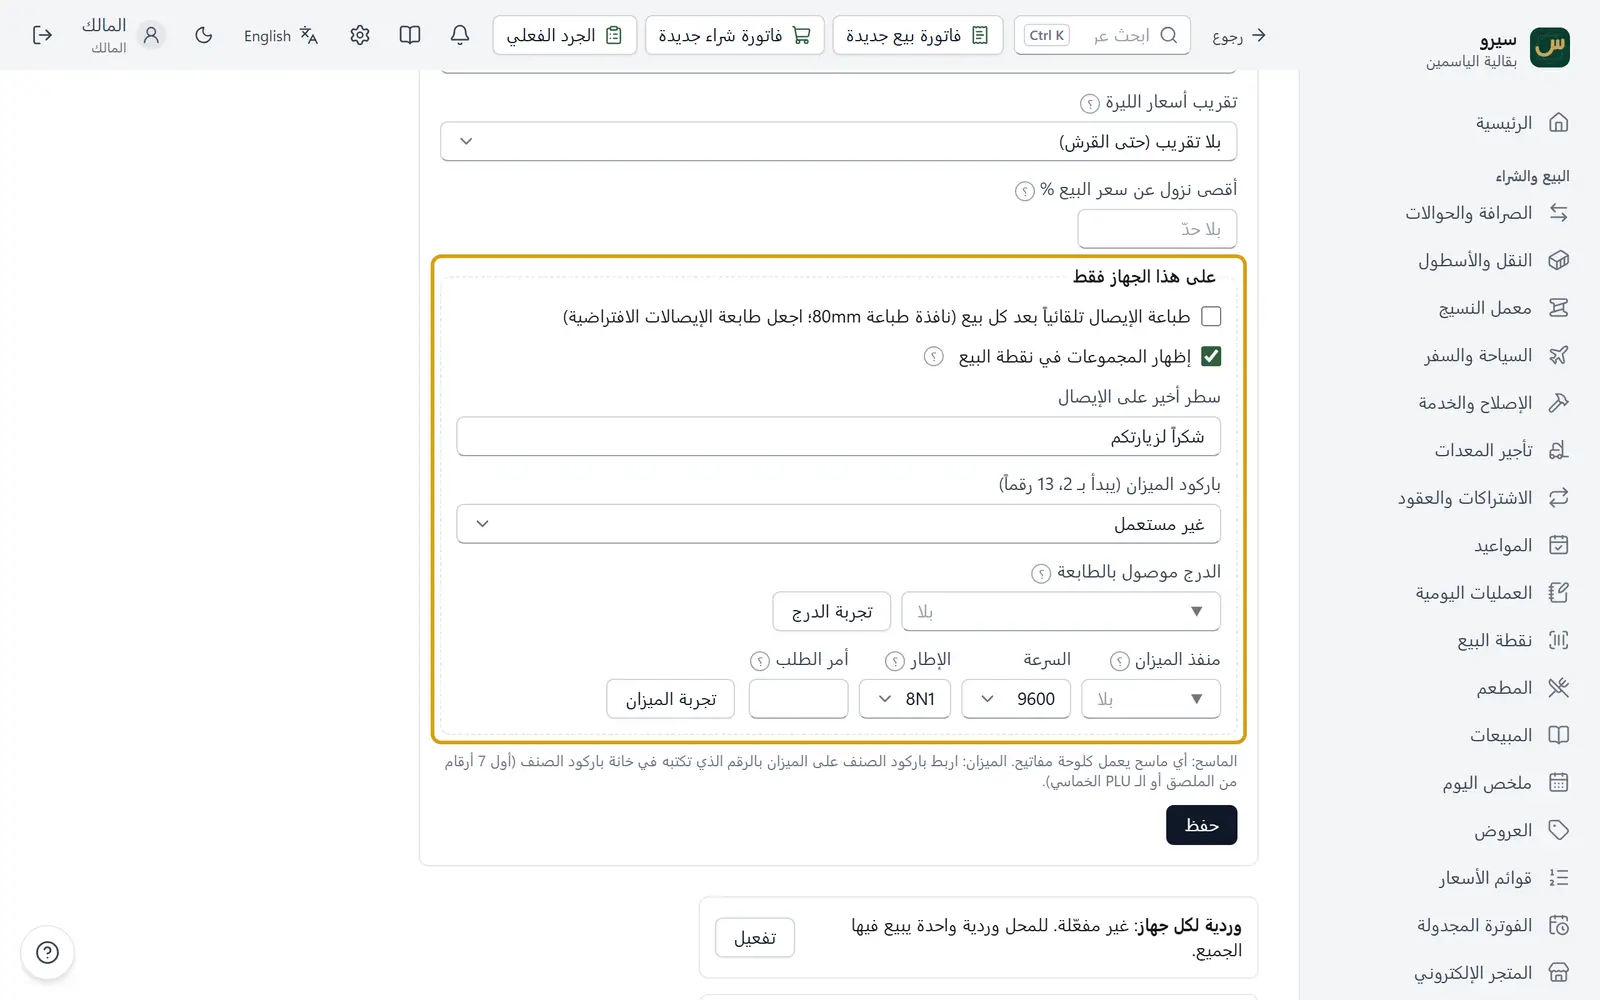 سيرو
بقالية الياسمين
رجوع
ابحث عر
Ctrl K
فاتورة بيع جديدة
فاتورة شراء جديدة
الجرد الفعلي
English
المالك
المالك
الرئيسية
البيع والشراء
الصرافة والحوالات
النقل والأسطول
معمل النسيج
السياحة والسفر
الإصلاح والخدمة
تأجير المعدات
الاشتراكات والعقود
المواعيد
العمليات اليومية
نقطة البيع
المطعم
المبيعات
ملخص اليوم
العروض
قوائم الأسعار
الفوترة المجدولة
المتجر الإلكتروني
تقريب أسعار الليرة ؟
بلا تقريب (حتى القرش)
أقصى نزول عن سعر البيع % ؟
بلا حدّ
على هذا الجهاز فقط
طباعة الإيصال تلقائياً بعد كل بيع (نافذة طباعة 80mm؛ اجعل طابعة الإيصالات الافتراضية)
إظهار المجموعات في نقطة البيع ؟
سطر أخير على الإيصال
شكراً لزيارتكم
باركود الميزان (يبدأ بـ 2، 13 رقماً)
غير مستعمل
الدرج موصول بالطابعة ؟
بلا
تجربة الدرج
منفذ الميزان ؟ السرعة الإطار ؟ أمر الطلب ؟
بلا 9600 8N1 تجربة الميزان
الماسح: أي ماسح يعمل كلوحة مفاتيح. الميزان: اربط باركود الصنف على الميزان بالرقم الذي تكتبه في خانة باركود الصنف (أول 7 أرقام
من الملصق أو الـ PLU الخماسي).
حفظ
وردية لكل جهاز: غير مفعّلة. للمحل وردية واحدة يبيع فيها
الجميع.
تفعيل